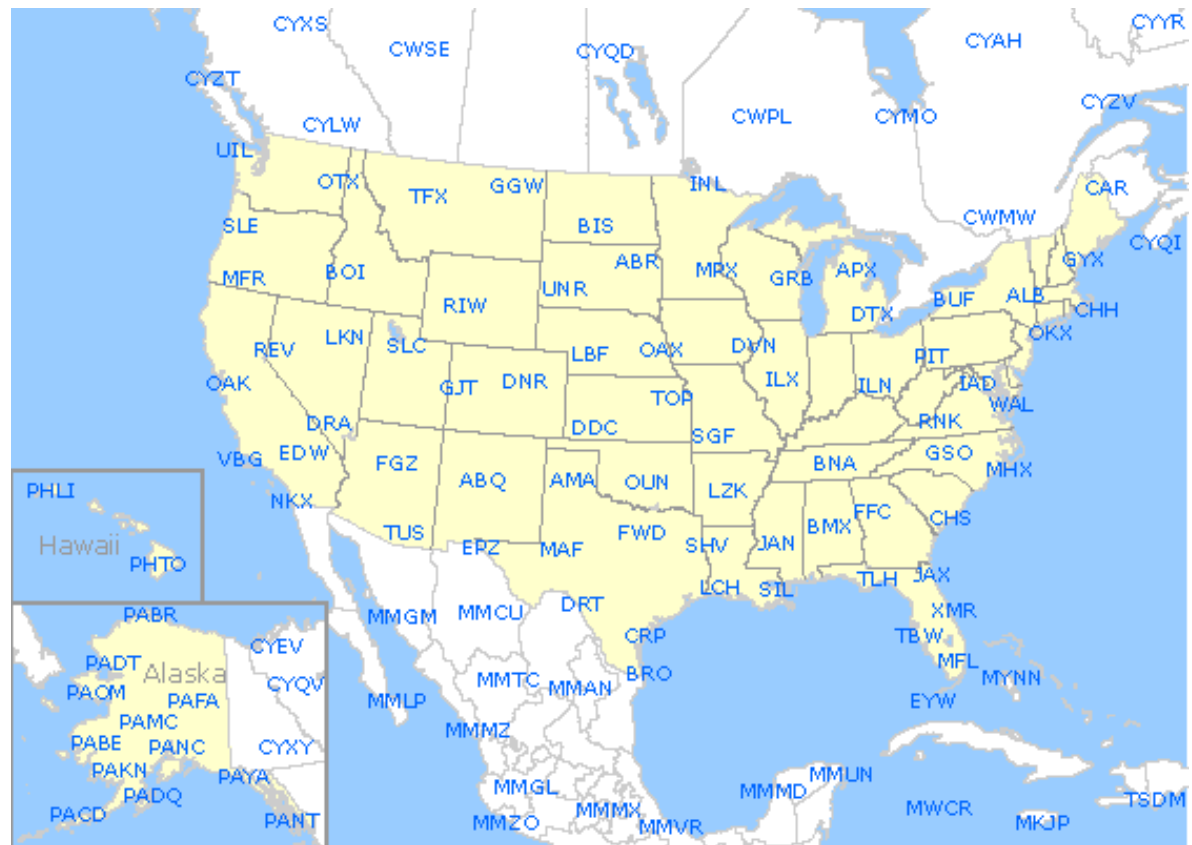 CYXS
CWSE
CYQD
CYAH
CYYR
CYZT
CYZV
CYLW
CWPL
CYMO
UIL
OTX
TFX
GGW
INL
CAR
SLE
BIS
CWMW
CYQI
MFR
BOI
ABR
MPX
GRB
APX
GYX
UNR
RIW
DTX
BUF
ALB
CHH
REV
LKN
SLC
LBF
OAX
DVN
PIT
OKX
OAK
GJT
DNR
ILX
ILN
IAD
TOP
WAL
DRA
DDC
SGF
RNK
VBG
EDW
FGZ
BNA
GSO
MHX
ABQ
AMA
OUN
LZK
NKX
PHLI
TUS
FWD
BMX
FFC
CHS
Hawaii
EPZ
MAF
SHV
JAN
PHTO
LCH
SIL
TLH
JAX
PABR
MMGM
MMCU
DRT
XMR
CYEV
CRP
TBW
PADT
Alaska
BRO
MFL
PAOM
PAFA
CYQV
MMLP
MMTC
MMAN
MYNN
EYW
PAMC
MMMZ
PABE
PANC
CYXY
PAKN
PAYA
MMUN
PADQ
MMGL
MMMD
PACD
PANT
MMZO
MMMX
MMVR
MWCR
MKJP
TSDM